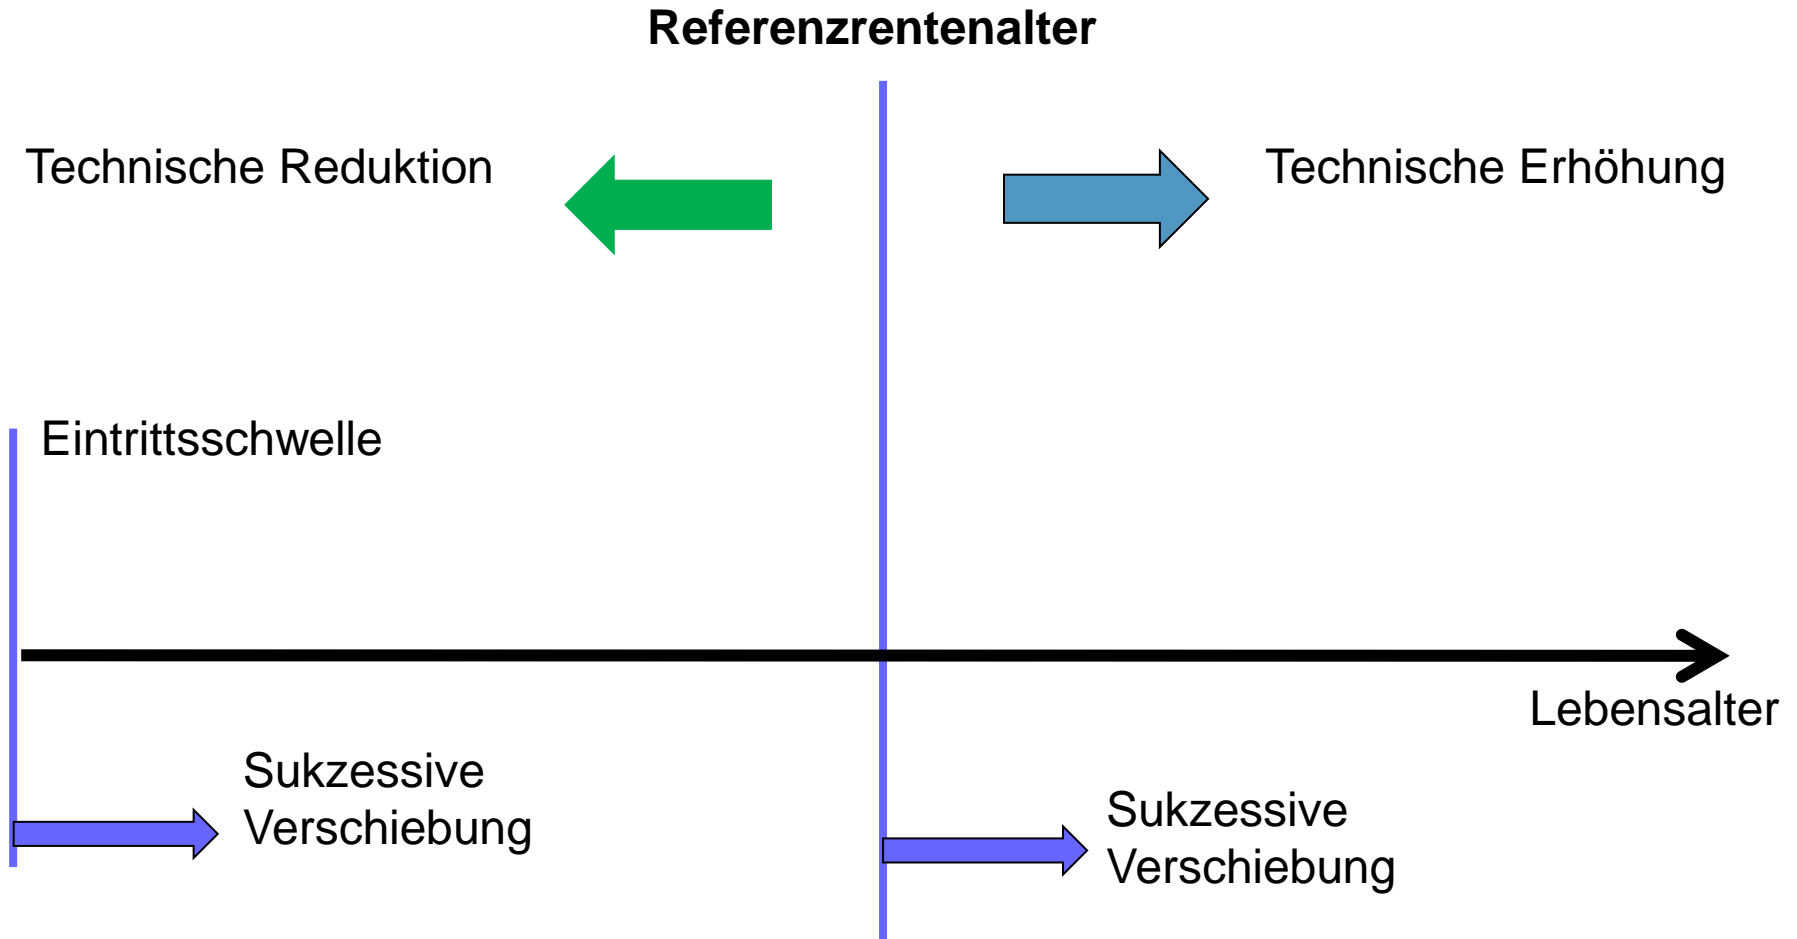 Referenzrentenalter
Technische Reduktion
Technische Erhöhung
Eintrittsschwelle
Lebensalter
Sukzessive
Verschiebung
Sukzessive
Verschiebung